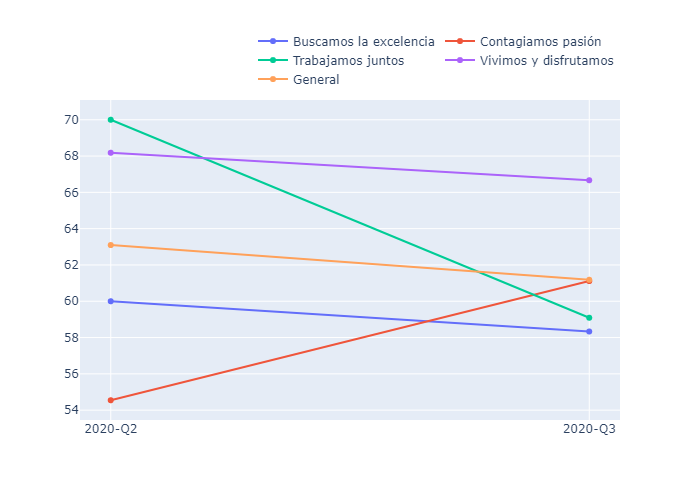 Buscamos la excelencia Contagiamos pasión
Trabajamos juntos Vivimos y disfrutamos
General
70
68
66
64
62
60
58
56
54
2020-Q2 2020-Q3